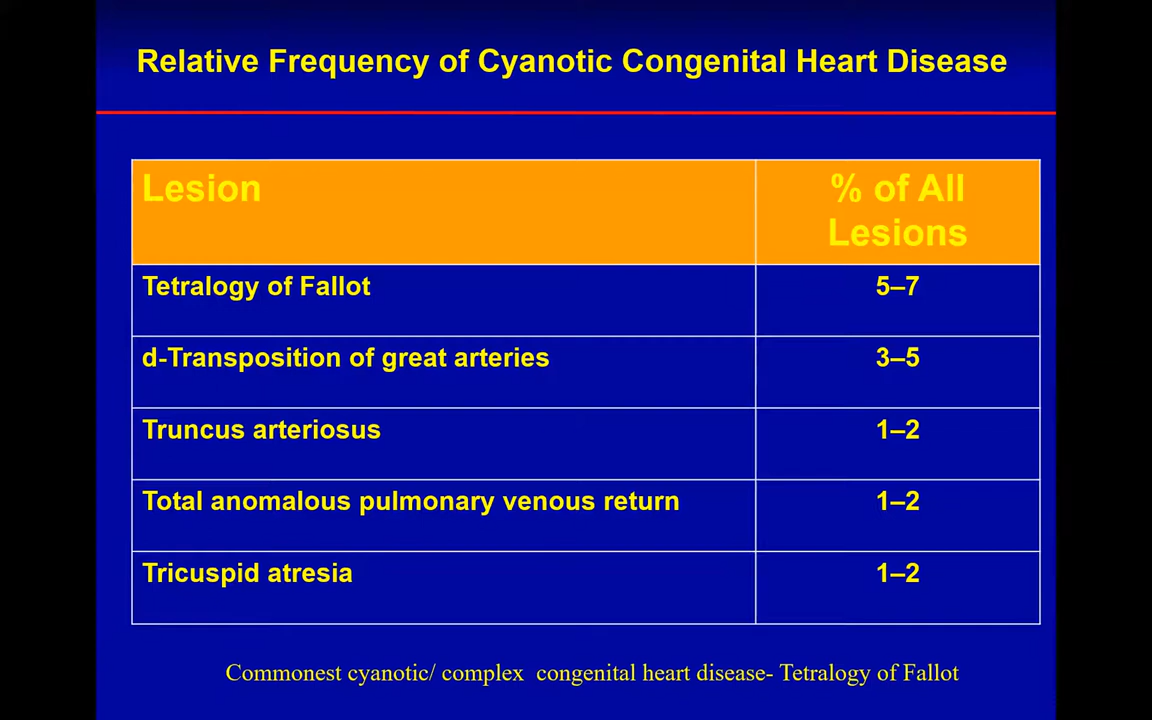 Relative Frequency of Cyanotic Congenital Heart Disease
Lesion
% of All
Lesions
Tetralogy of Fallot
5–7
d-Transposition of great arteries
3–5
Truncus arteriosus
1–2
Total anomalous pulmonary venous return
1–2
Tricuspid atresia
1–2
Commonest cyanotic/ complex  congenital heart disease- Tetralogy of Fallot